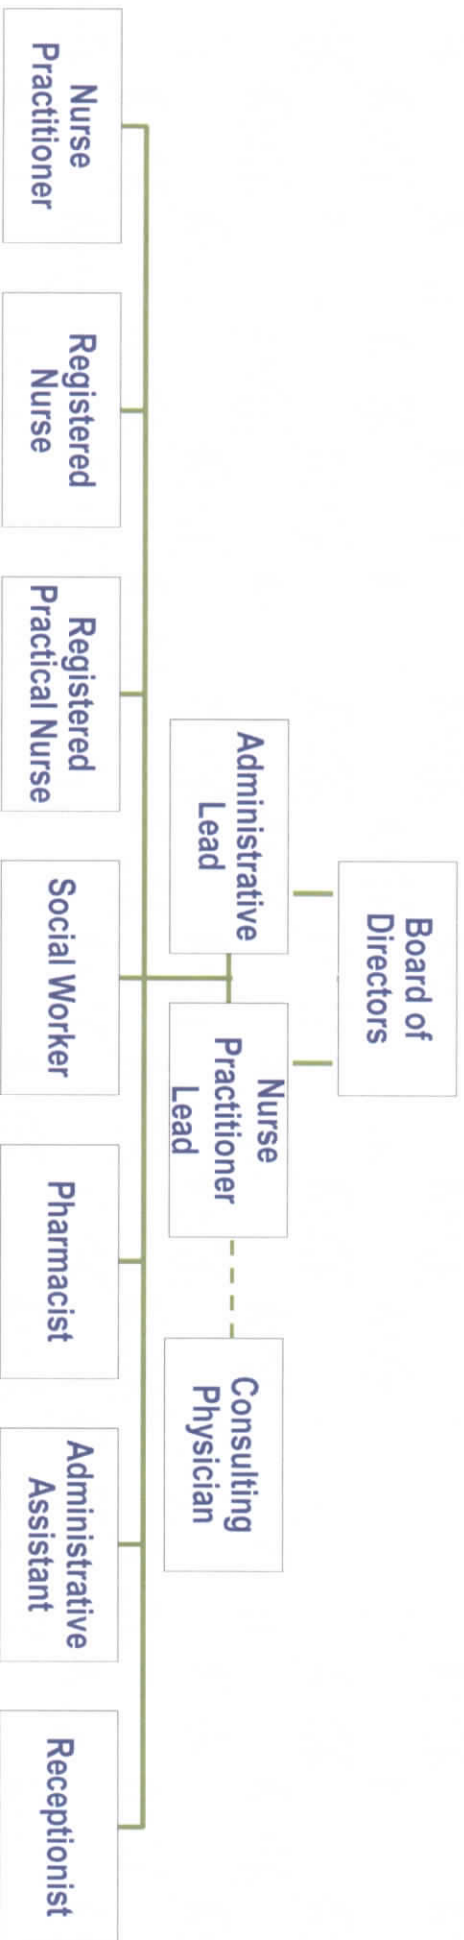 Board of
Directors
Administrative
Lead
Nurse
Practitioner
Lead
Consulting
Physician
Nurse
Practitioner
Registered
Nurse
Registered
Practical Nurse
Social Worker
Pharmacist
Administrative
Assistant
Receptionist